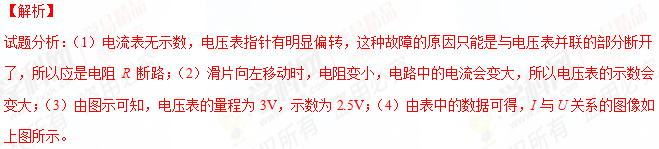 【解析】
试题分析：（1）电流表无示数，电压表指针有明显偏转，这种故障的原因只能是与电压表并联的部分断开
了，所以应是电阻 R 断路；（2）滑片向左移动时，电阻变小，电路中的电流会变大，所以电压表的示数会
变大；（3）由图示可知，电压表的量程为 3V，示数为 2.5V；（4）由表中的数据可得，I 与 U 关系的图像如
上图所示。